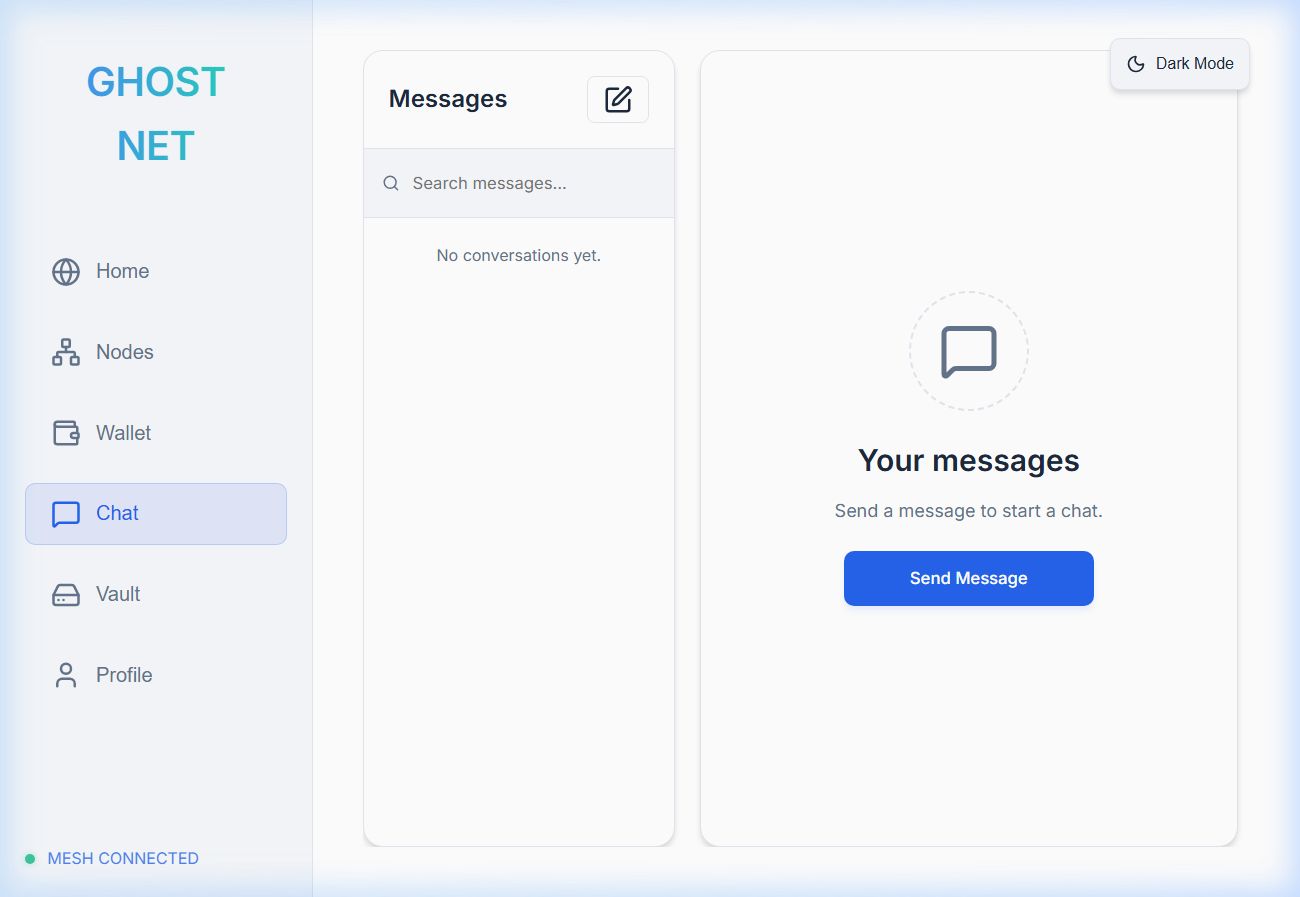 GHOST
NET
Home
Nodes
Wallet
Chat
Vault
Profile
MESH CONNECTED
Messages
Search messages...
No conversations yet.
Dark Mode
Your messages
Send a message to start a chat.
Send Message